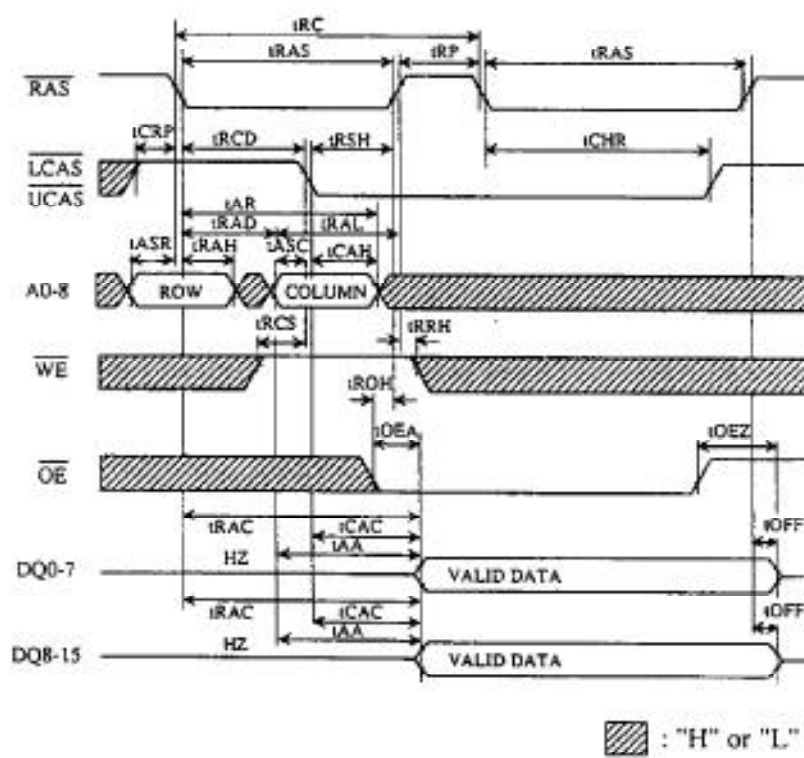 tRC
tRAS tRP tRAS
RAS
tCRP tRCD tRSH tCHR
LCAS
UCAS
tAR
tRAD tRAL
tASR tRAH tASC tCAH
A0-8 ROW COLUMN
tRCS tRRH
WE
tROH
tOEA tOEZ
OE
tRAC tCAC tOFF
tAA
DQ0-7 HZ VALID DATA
tRAC tCAC tOFF
tAA
DQ8-15 HZ VALID DATA
: "H" or "L"